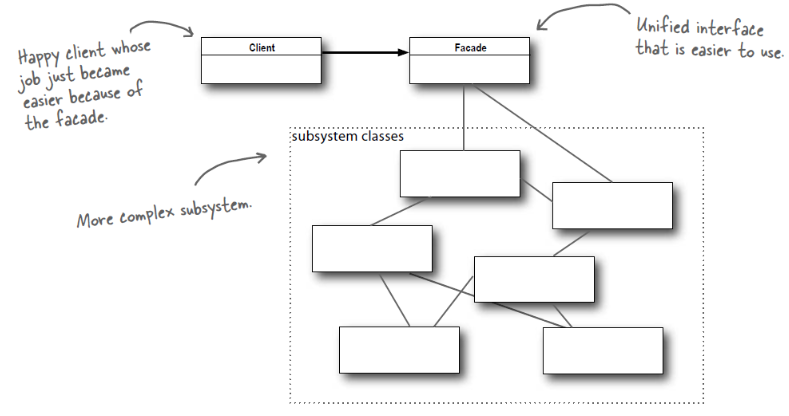 Happy client whose
job just became
easier because of
the facade.
Client
Facade
Unified interface
that is easier to use.
subsystem classes
More complex subsystem.